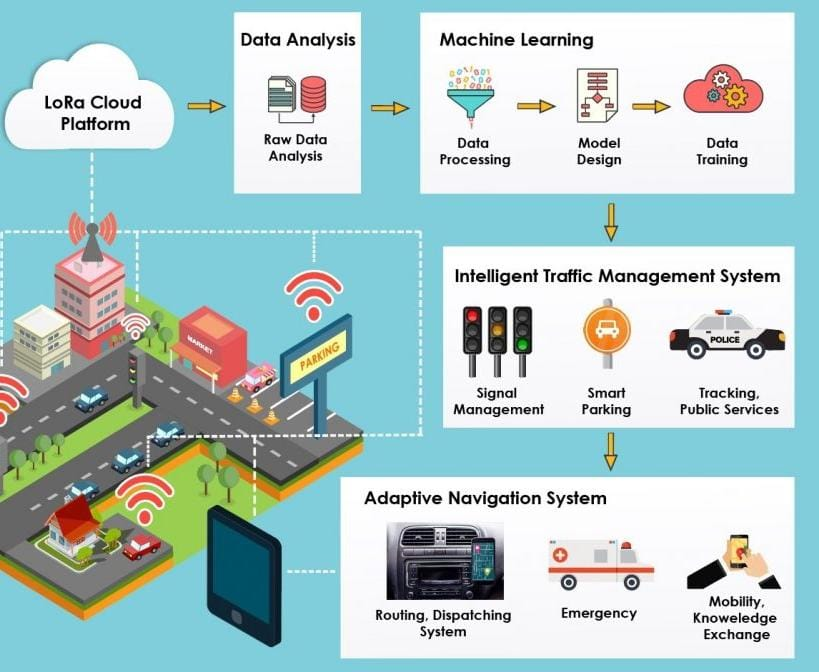 LoRa Cloud
Platform
Data Analysis
Raw Data
Analysis
Machine Learning
Data
Processing
Model
Design
Data
Training
Intelligent Traffic Management System
Signal
Management
Smart
Parking
POLICE
Tracking,
Public Services
MARKET
PARKING
Adaptive Navigation System
Routing, Dispatching
System
Emergency
Mobility,
Knoweledge
Exchange